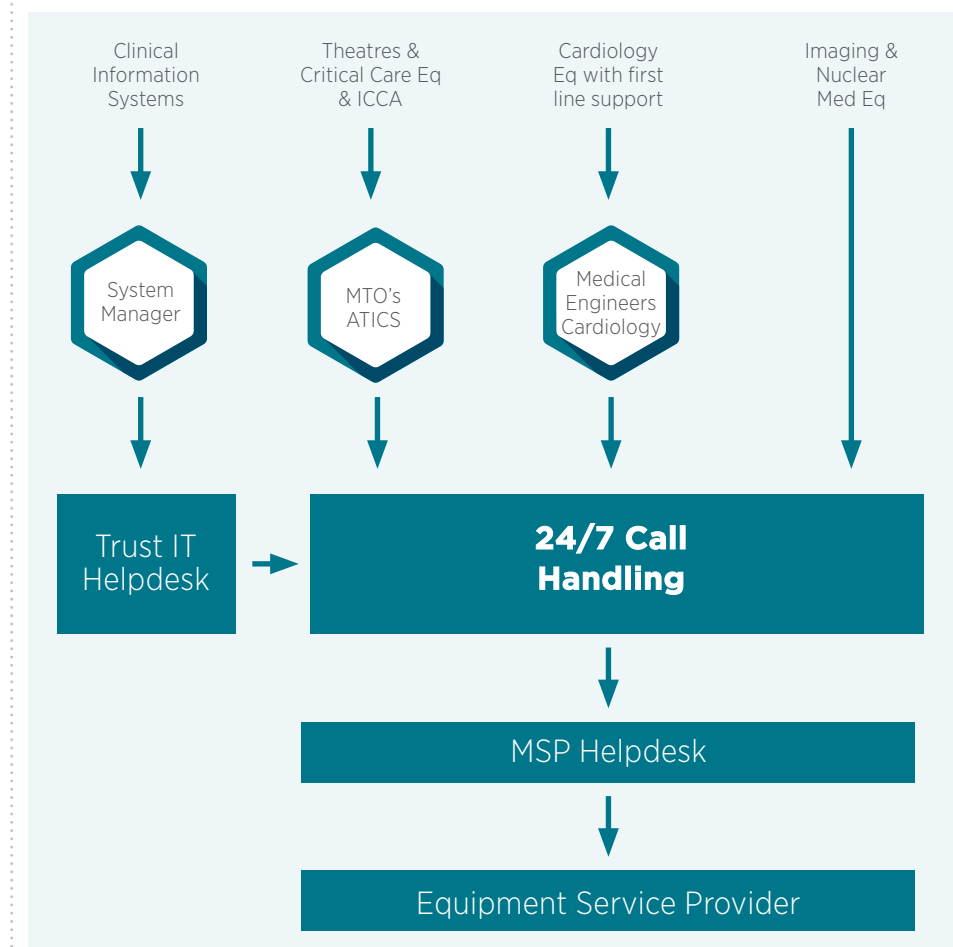 Clinical
Information
Systems
Theatres &
Critical Care Eq
& ICCA
Cardiology
Eq with first
line support
Imaging &
Nuclear
Med Eq
System
Manager
MTO's
ATICS
Medical
Engineers
Cardiology
Trust IT
Helpdesk
24/7 Call
Handling
MSP Helpdesk
Equipment Service Provider